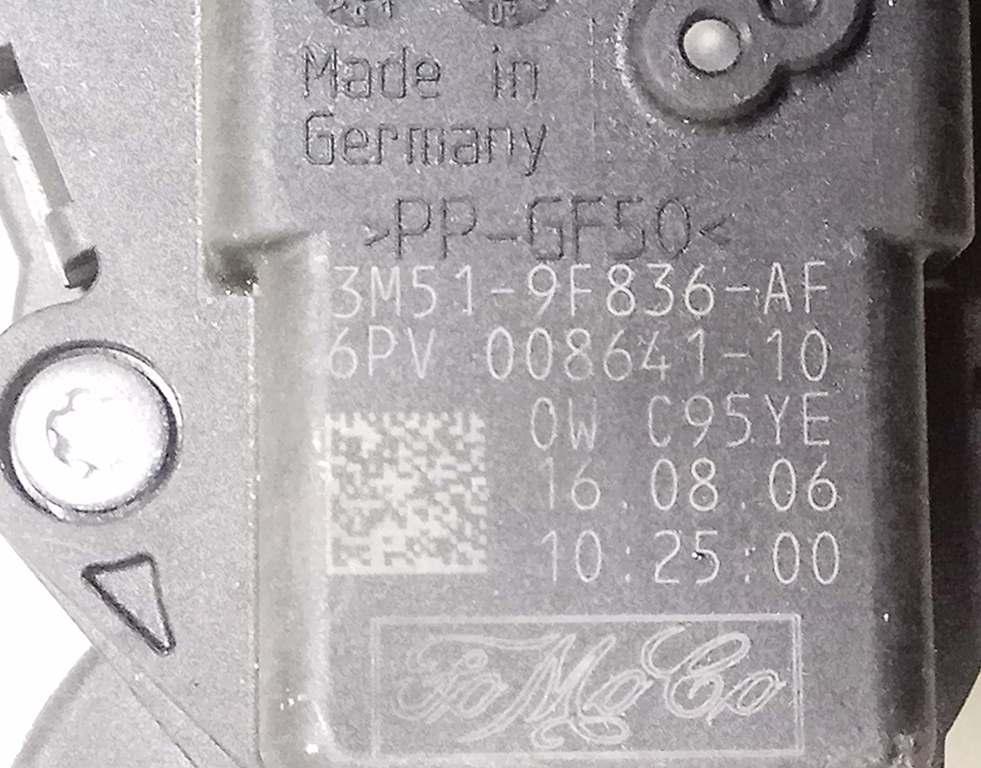 Made in
Germany
>PP-GF50<
3M51-9F836-AF
6PV 008641-10
0W C95YE
16.08.06
10:25:00
FoMoCo